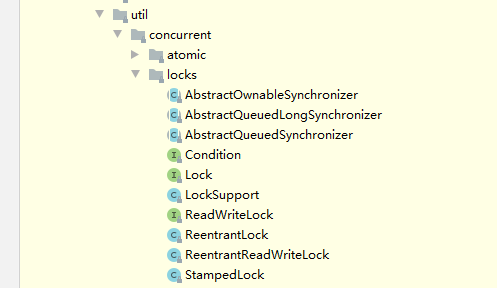 util
concurrent
atomic
locks
AbstractOwnableSynchronizer
AbstractQueuedLongSynchronizer
AbstractQueuedSynchronizer
Condition
Lock
LockSupport
ReadWriteLock
ReentrantLock
ReentrantReadWriteLock
StampedLock